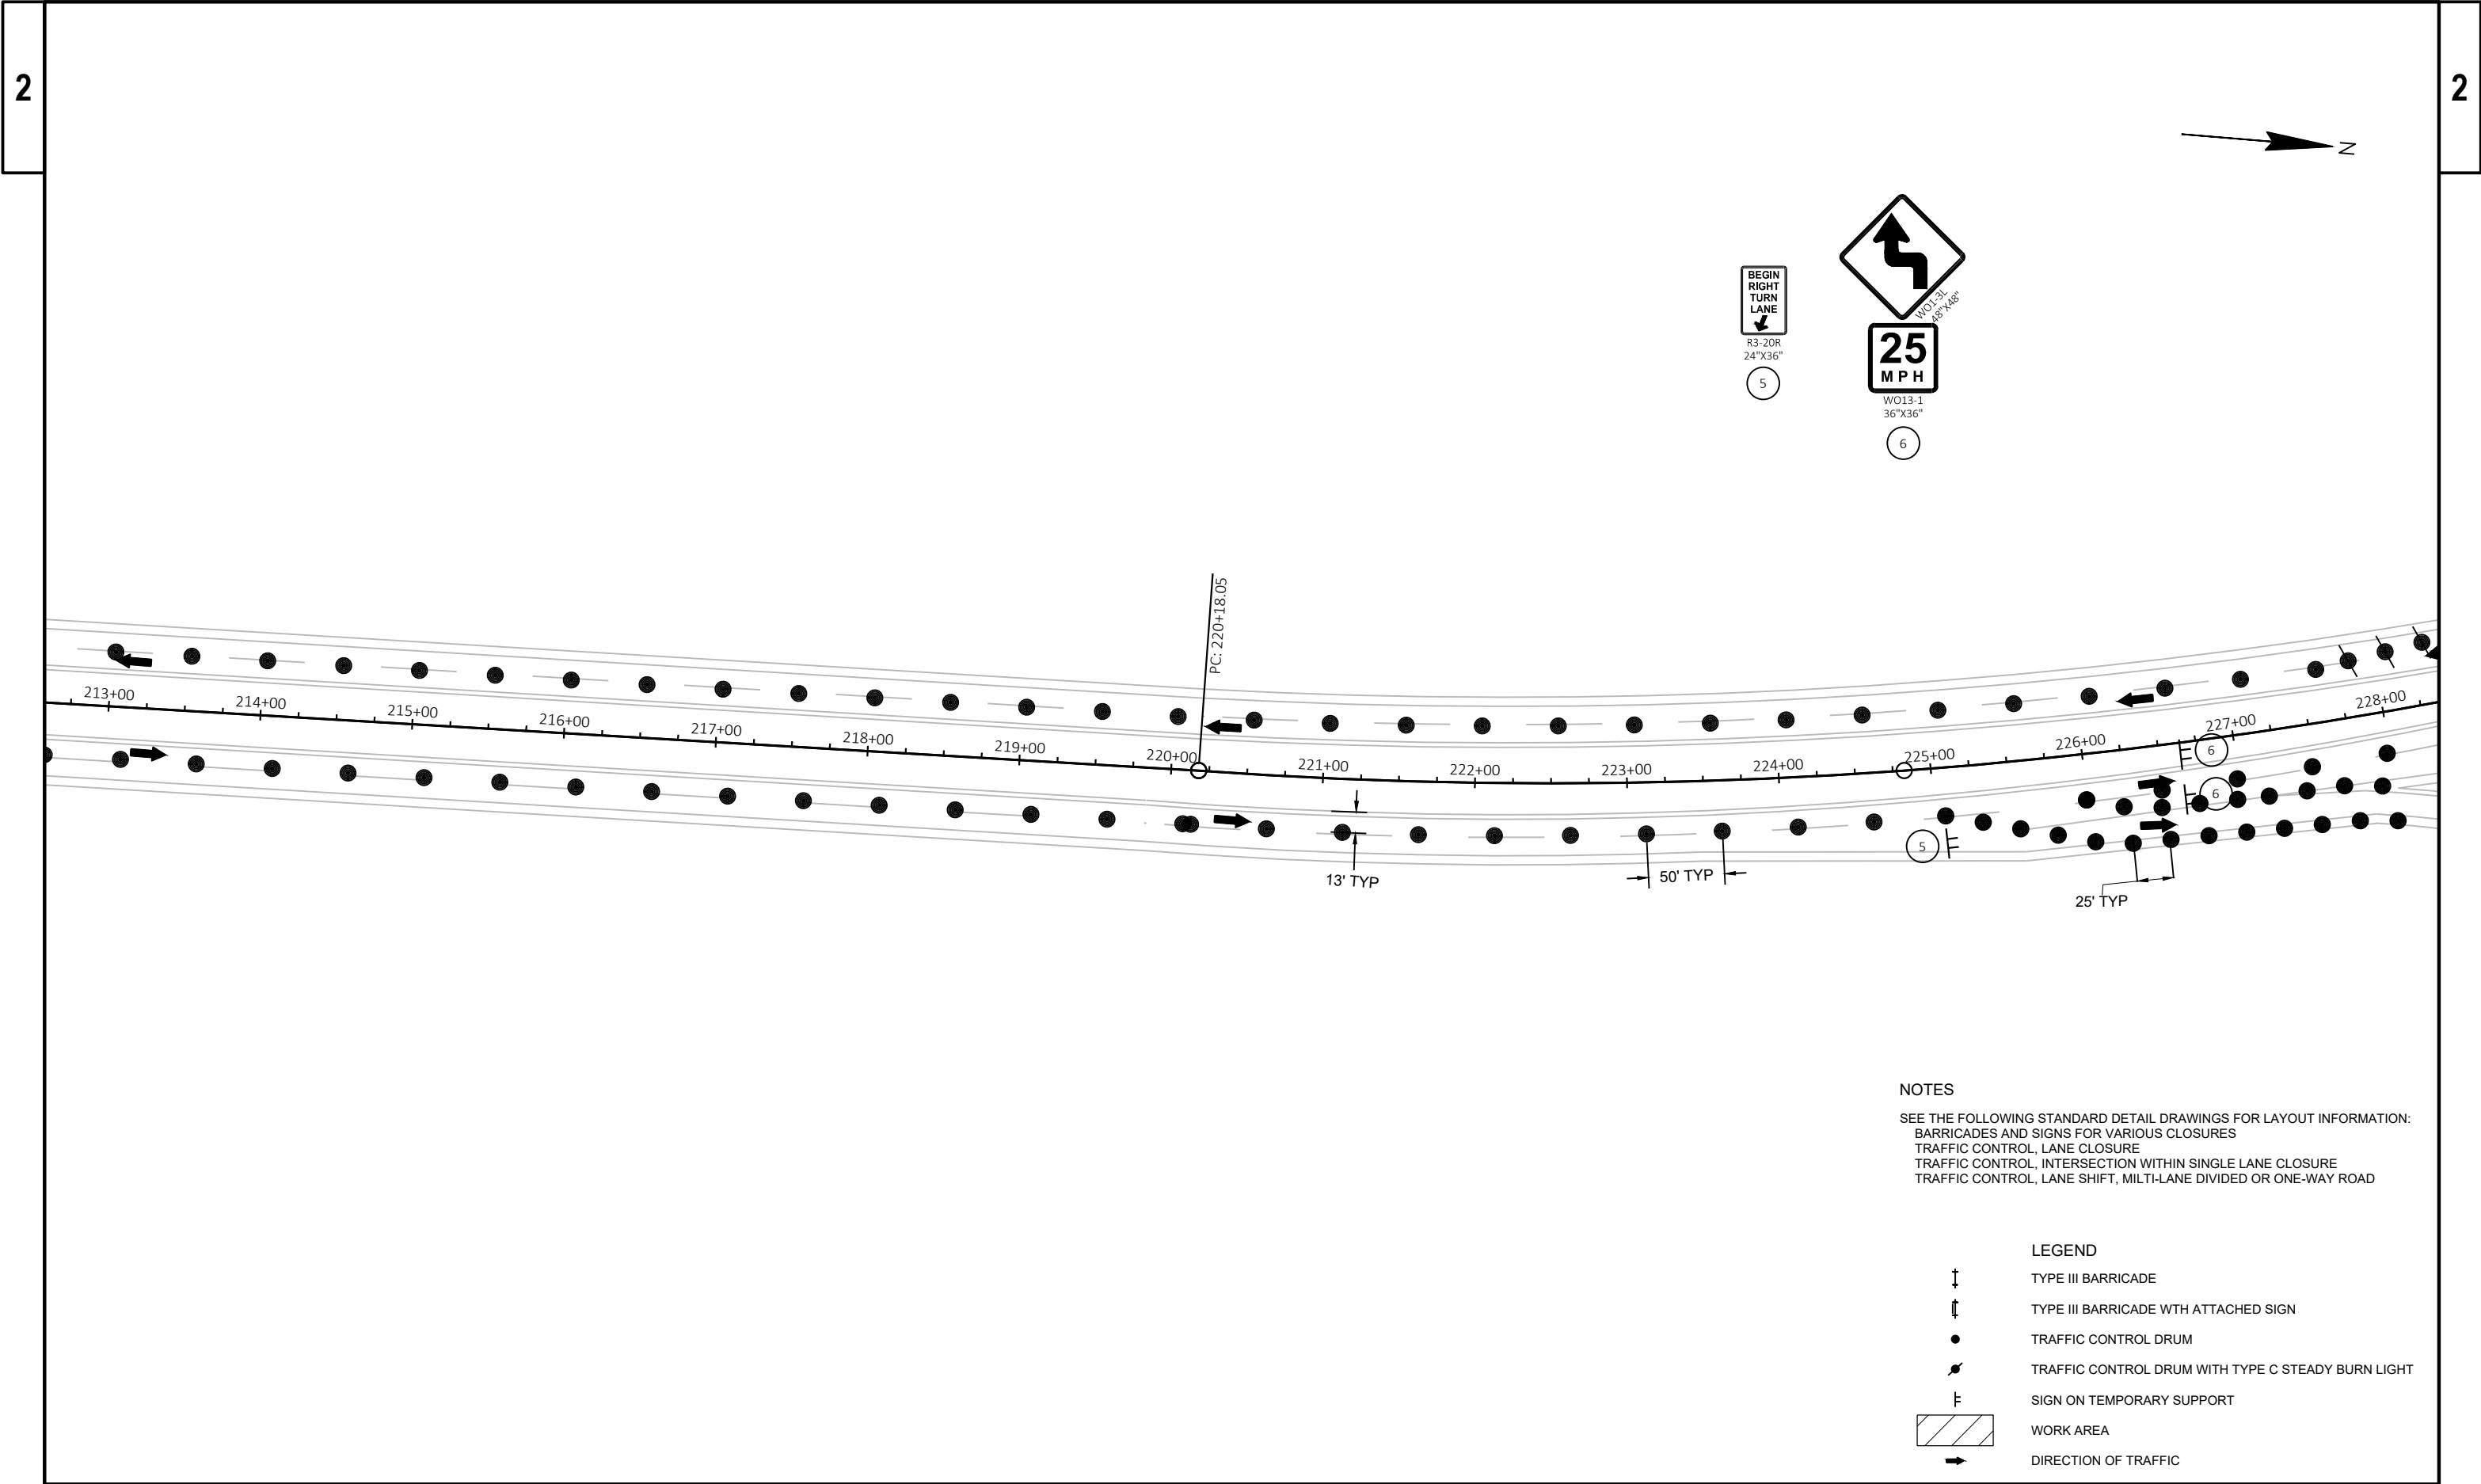 2
2
N
BEGIN
RIGHT
TURN
LANE
R3-20R
24"X36"
5
WO1-3L
48"X48"
25
MPH
WO13-1
36"X36"
6
PC: 220+18.05
213+00
214+00
215+00
216+00
217+00
218+00
219+00
220+00
221+00
222+00
223+00
224+00
225+00
226+00
227+00
228+00
6
6
5
13' TYP
50' TYP
25' TYP
NOTES
SEE THE FOLLOWING STANDARD DETAIL DRAWINGS FOR LAYOUT INFORMATION:
BARRICADES AND SIGNS FOR VARIOUS CLOSURES
TRAFFIC CONTROL, LANE CLOSURE
TRAFFIC CONTROL, INTERSECTION WITHIN SINGLE LANE CLOSURE
TRAFFIC CONTROL, LANE SHIFT, MILTI-LANE DIVIDED OR ONE-WAY ROAD
LEGEND
TYPE III BARRICADE
TYPE III BARRICADE WTH ATTACHED SIGN
TRAFFIC CONTROL DRUM
TRAFFIC CONTROL DRUM WITH TYPE C STEADY BURN LIGHT
SIGN ON TEMPORARY SUPPORT
WORK AREA
DIRECTION OF TRAFFIC